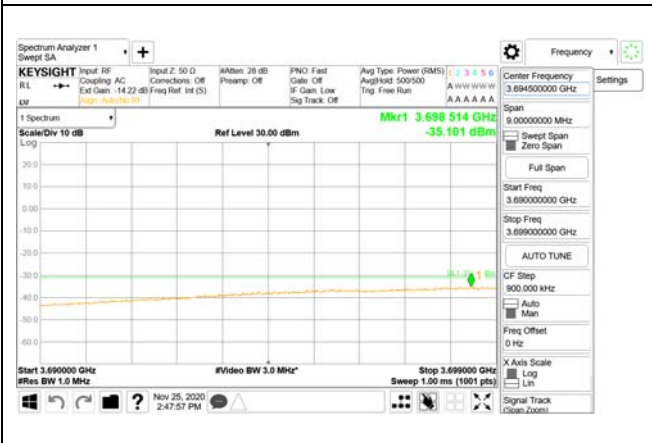 Spectrum Analyzer 1
Swept SA
+
Frequency
KEYSIGHT
RL
Input: RF
Coupling: AC
Ext Gain: -14.22 dB
Align: Auto/No RF
Input Z: 50 Ω
Corrections: Off
Freq Ref: Int (S)
#Atten: 28 dB
Preamp: Off
PNO: Fast
Gate: Off
IF Gain: Low
Sig Track: Off
Avg Type: Power (RMS)
Avg|Hold: 500/500
Trig: Free Run
1 2 3 4 5 6
A W W W W W
A A A A A A
1 Spectrum
Scale/Div 10 dB
Log
Ref Level 30.00 dBm
Mkr1 3.698 514 GHz
-35.101 dBm
20.0
10.0
0.00
-10.0
-20.0
-30.0
-40.0
-50.0
-60.0
1
Start 3.690000 GHz
#Res BW 1.0 MHz
#Video BW 3.0 MHz*
Stop 3.699000 GHz
Sweep 1.00 ms (1001 pts)
Nov 25, 2020
2:47:57 PM
?
Center Frequency
3.694500000 GHz
Settings
Span
9.00000000 MHz
Swept Span
Zero Span
Full Span
Start Freq
3.690000000 GHz
Stop Freq
3.699000000 GHz
AUTO TUNE
CF Step
900.000 kHz
Auto
Man
Freq Offset
0 Hz
X Axis Scale
Log
Lin
Signal Track
(Span Zoom)